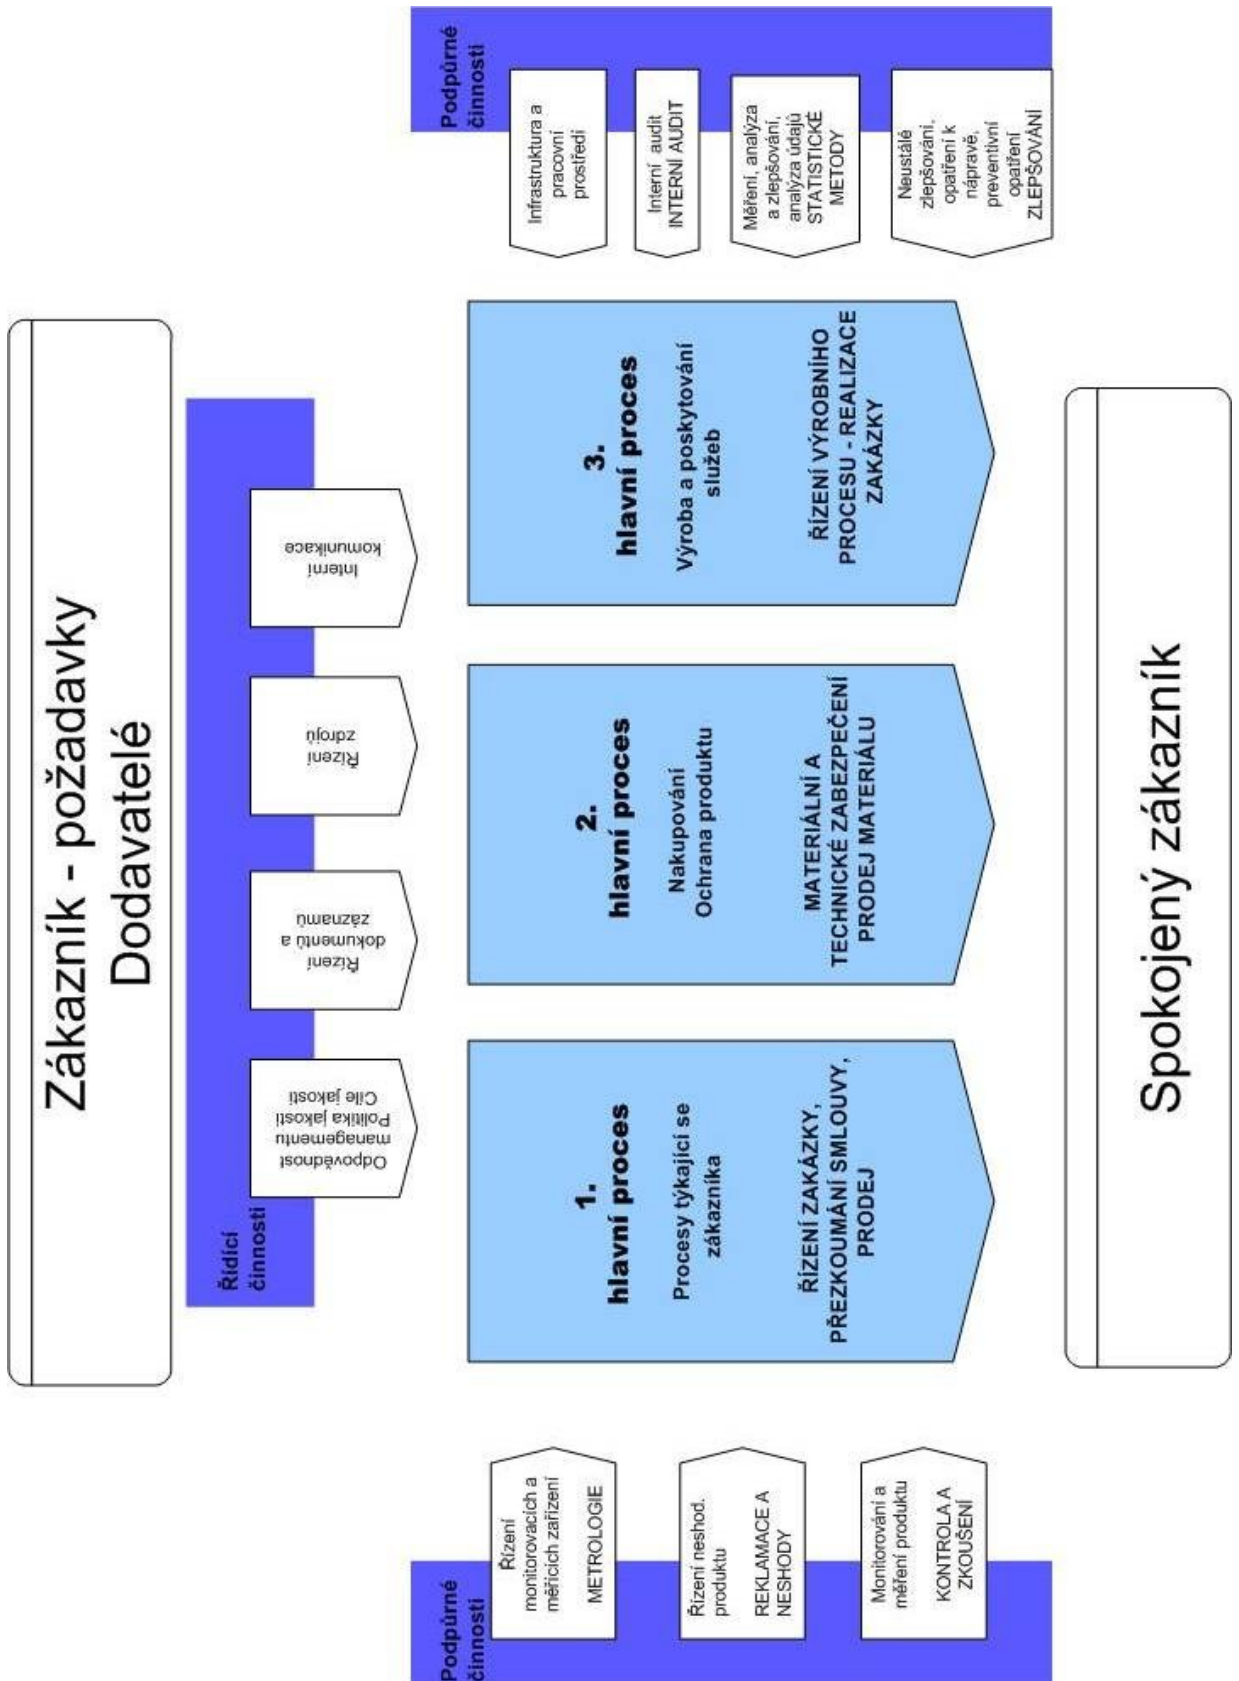 Zákazník - požadavky
Dodavatelé
Řídící
činnosti
Odpovědnost
managementu
Politika jakosti
Cíle jakosti
Řízení
dokumentů a
záznamů
Řízení
zdrojů
Interní
komunikace
Podpůrné
činnosti
Řízení
monitorovacích a
měřicích zařízení
METROLOGIE
Řízení neshod.
produktu
REKLAMACE A
NESHODY
Monitorování a
měření produktu
KONTROLA A
ZKOUŠENÍ
1.
hlavní proces
Procesy týkající se
zákazníka
ŘÍZENÍ ZAKÁZKY,
PŘEZKOUMÁNÍ SMLOUVY,
PRODEJ
2.
hlavní proces
Nakupování
Ochrana produktu
MATERIÁLNÍ A
TECHNICKÉ ZABEZPEČENÍ
PRODEJ MATERIÁLU
3.
hlavní proces
Výroba a poskytování
služeb
ŘÍZENÍ VÝROBNÍHO
PROCESU - REALIZACE
ZAKÁZKY
Podpůrné
činnosti
Infrastruktura a
pracovní
prostředí
Interní audit
INTERNÍ AUDIT
Měření, analýza
a zlepšování,
analýza údajů
STATISTICKÉ
METODY
Neustálé
zlepšování,
opatření k
nápravě,
preventivní
opatření
ZLEPŠOVÁNÍ
Spokojený zákazník